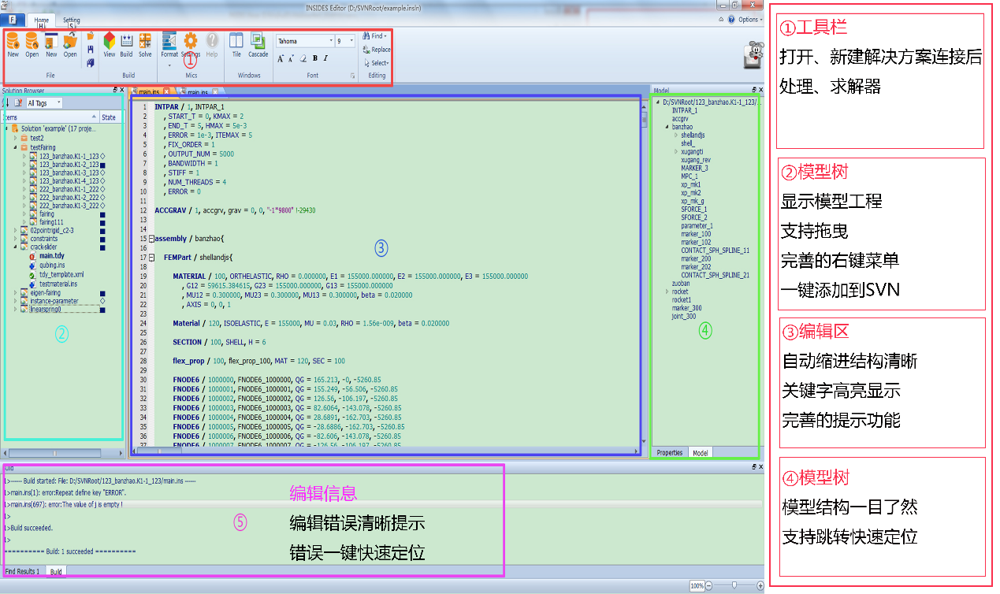 INSIDES Editor (D:/SVNRoot/example.insln)
F Home Setting
H S
Options
New Open New Open View Build Solve Format Settings Help Tile Cascade
Tahoma 9
A A B I
Find
Replace
Select
File Build Mics Windows Font Editing
①
Solution Browser
All Tags
Items State
Solution 'example' (17 proje...
test2
testFairing
123_banzhao.K1-1_123
123_banzhao.K1-2_123
123_banzhao.K1-3_123
123_banzhao.K1-4_123
222_banzhao.K1-1_222
222_banzhao.K1-2_222
222_banzhao.K1-3_222
fairing
fairing111
02pointrigid_c2-3
constraints
crack-slider
main.tdy
qubing.ins
tdy_template.xml
testmaterial.ins
eigen-fairing
instance-parameter
linearspring0
②
main.ins main.ins
1 INTPAR / 1, INTPAR_1
2 , START_T = 0, KMAX = 2
3 , END_T = 5, HMAX = 5e-3
4 , ERROR = 1e-3, ITEMAX = 5
5 , FIX_ORDER = 1
6 , OUTPUT_NUM = 5000
7 , BANDWIDTH = 1
8 , STIFF = 1
9 , NUM_THREADS = 4
10 , ERROR = 0
11
12 ACCGRAV / 1, accgrv, grav = 0, 0, "-1*9800" !-29430
13
14
15 assembly / banzhao{
16
17 FEMPart / shellandjs{
18
19 MATERIAL / 100, ORTHELASTIC, RHO = 0.000000, E1 = 155000.000000, E2 = 155000.000000, E3 = 155000.000000
20 , G12 = 59615.384615, G23 = 155000.000000, G13 = 155000.000000
21 , MU12 = 0.300000, MU23 = 0.300000, MU13 = 0.300000, beta = 0.020000
22 , AXIS = 0, 0, 1
23
24 Material / 120, ISOELASTIC, E = 155000, MU = 0.03, RHO = 1.56e-009, beta = 0.020000
25
26 SECTION / 100, SHELL, H = 6
27
28 flex_prop / 100, flex_prop_100, MAT = 120, SEC = 100
29
30 FNODE6 / 1000000, FNODE6_1000000, QG = 165.213, -0, -5260.85
31 FNODE6 / 1000001, FNODE6_1000001, QG = 155.249, -56.506, -5260.85
32 FNODE6 / 1000002, FNODE6_1000002, QG = 126.56, -106.197, -5260.85
33 FNODE6 / 1000003, FNODE6_1000003, QG = 82.6064, -143.078, -5260.85
34 FNODE6 / 1000004, FNODE6_1000004, QG = 28.6891, -162.703, -5260.85
35 FNODE6 / 1000005, FNODE6_1000005, QG = -28.6886, -162.703, -5260.85
36 FNODE6 / 1000006, FNODE6_1000006, QG = -82.606, -143.078, -5260.85
37 FNODE6 / 1000007, FNODE6_1000007, QG = -126.56, -106.197, -5260.85
③
Model
D:/SVNRoot/123_banzhao.K1-1_123/...
INTPAR_1
accgrv
banzhao
shellandjs
shell_
xugangti
xugang_rev
MARKER_3
MPC_1
xp_mk1
xp_mk2
xp_mk_g
SFORCE_1
SFORCE_2
parameter_1
marker_100
marker_102
CONTACT_SPH_SPLINE_11
marker_200
marker_202
CONTACT_SPH_SPLINE_21
zuoban
rocket
rocket1
marker_300
joint_300
④
Properties Model
Build
1>------ Build started: File: D:/SVNRoot/123_banzhao.K1-1_123/main.ins ------
1>main.ins(1): error:Repeat define key "ERROR".
1>main.ins(697): error:The value of j is empty !
1>
1>Build succeeded.
1>
========== Build: 1 succeeded ==========
⑤
编辑信息
编辑错误清晰提示
错误一键快速定位
Find Results 1 Build
100%
①工具栏
打开、新建解决方案连接后
处理、求解器
②模型树
显示模型工程
支持拖曳
完善的右键菜单
一键添加到SVN
③编辑区
自动缩进结构清晰
关键字高亮显示
完善的提示功能
④模型树
模型结构一目了然
支持跳转快速定位